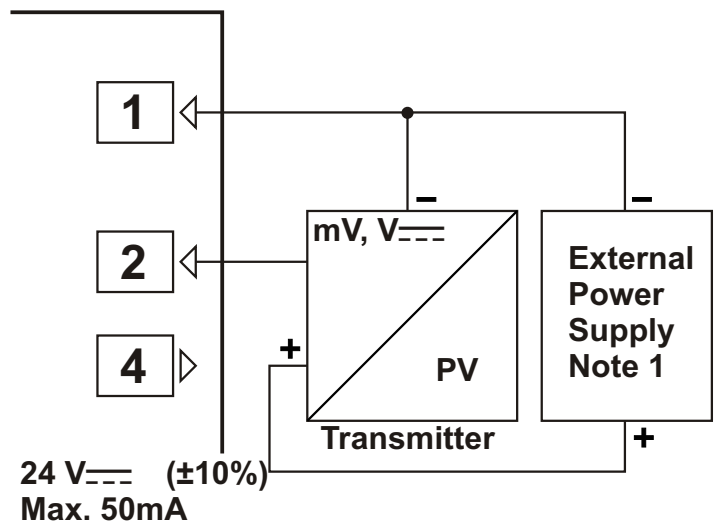 1
2
4
mV, V⎓
PV
Transmitter
External
Power
Supply
Note 1
–
–
+
+
24 V⎓ (±10%)
Max. 50mA